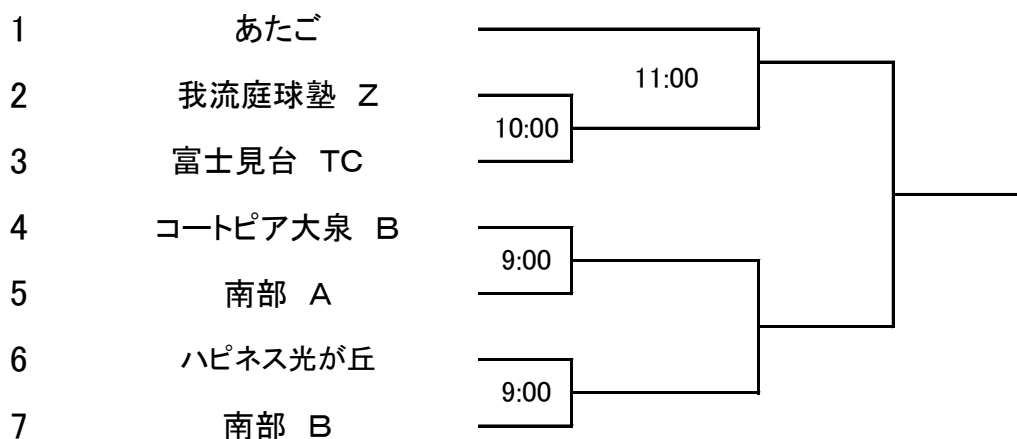 1 あたご
11:00
2 我流庭球塾 Z
10:00
3 富士見台 TC
4 コートピア大泉 B
9:00
5 南部 A
6 ハピネス光が丘
9:00
7 南部 B